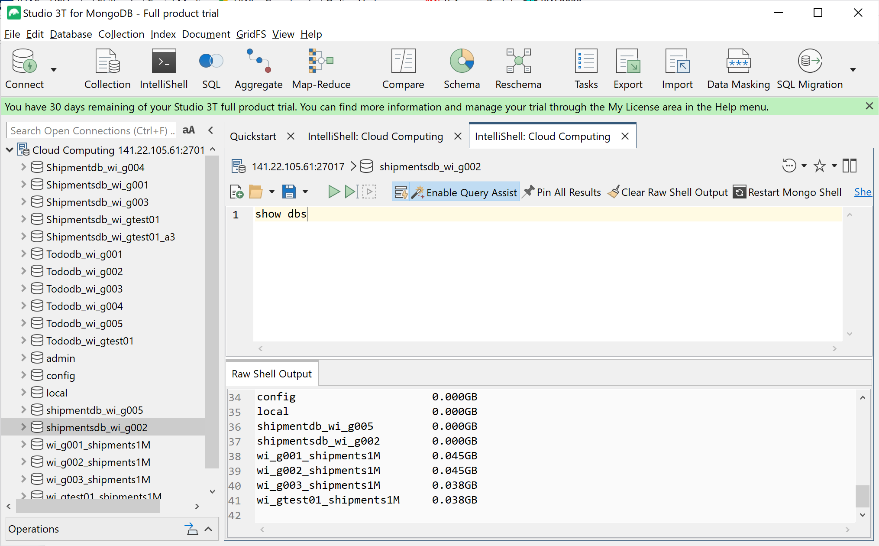 Studio 3T for MongoDB - Full product trial
File Edit Database Collection Index Document GridFS View Help
Connect Collection IntelliShell SQL Aggregate Map-Reduce Compare Schema Reschema Tasks Export Import Data Masking SQL Migration
You have 30 days remaining of your Studio 3T full product trial. You can find more information and manage your trial through the My License area in the Help menu.
Search Open Connections (Ctrl+F) .. aA
Cloud Computing 141.22.105.61:2701
Shipmentdb_wi_g004
Shipmentsdb_wi_g001
Shipmentsdb_wi_g003
Shipmentsdb_wi_gtest01
Shipmentsdb_wi_gtest01_a3
Tododb_wi_g001
Tododb_wi_g002
Tododb_wi_g003
Tododb_wi_g004
Tododb_wi_g005
Tododb_wi_gtest01
admin
config
local
shipmentdb_wi_g005
shipmentsdb_wi_g002
wi_g001_shipments1M
wi_g002_shipments1M
wi_g003_shipments1M
wi_gtest01_shipments1M
Operations
Quickstart IntelliShell: Cloud Computing IntelliShell: Cloud Computing
141.22.105.61:27017 shipmentsdb_wi_g002
Enable Query Assist Pin All Results Clear Raw Shell Output Restart Mongo Shell She
1 show dbs
Raw Shell Output
34 config 0.000GB
35 local 0.000GB
36 shipmentdb_wi_g005 0.000GB
37 shipmentsdb_wi_g002 0.000GB
38 wi_g001_shipments1M 0.045GB
39 wi_g002_shipments1M 0.045GB
40 wi_g003_shipments1M 0.038GB
41 wi_gtest01_shipments1M 0.038GB
42